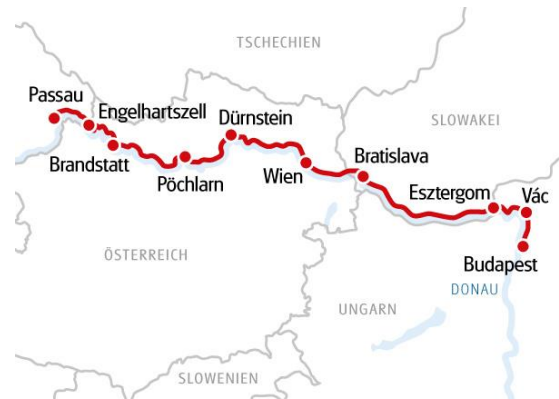 TSCHECHIEN
Passau
Engelhartszell
Dürnstein
SLOWAKEI
Brandstatt
Pöchlarn
Wien
Bratislava
Esztergom
Vác
ÖSTERREICH
Budapest
DONAU
UNGARN
SLOWENIEN